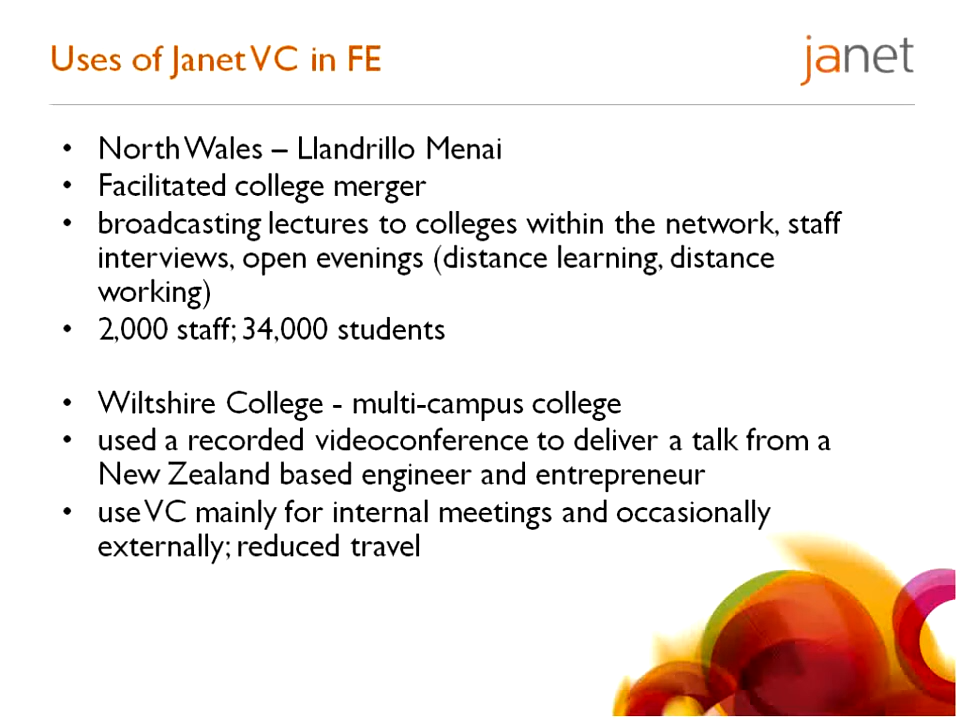 Uses of Janet VC in FE
janet
• North Wales – Llandrillo Menai
• Facilitated college merger
• broadcasting lectures to colleges within the network, staff
interviews, open evenings (distance learning, distance
working)
• 2,000 staff; 34,000 students
• Wiltshire College - multi-campus college
• used a recorded videoconference to deliver a talk from a
New Zealand based engineer and entrepreneur
• use VC mainly for internal meetings and occasionally
externally; reduced travel